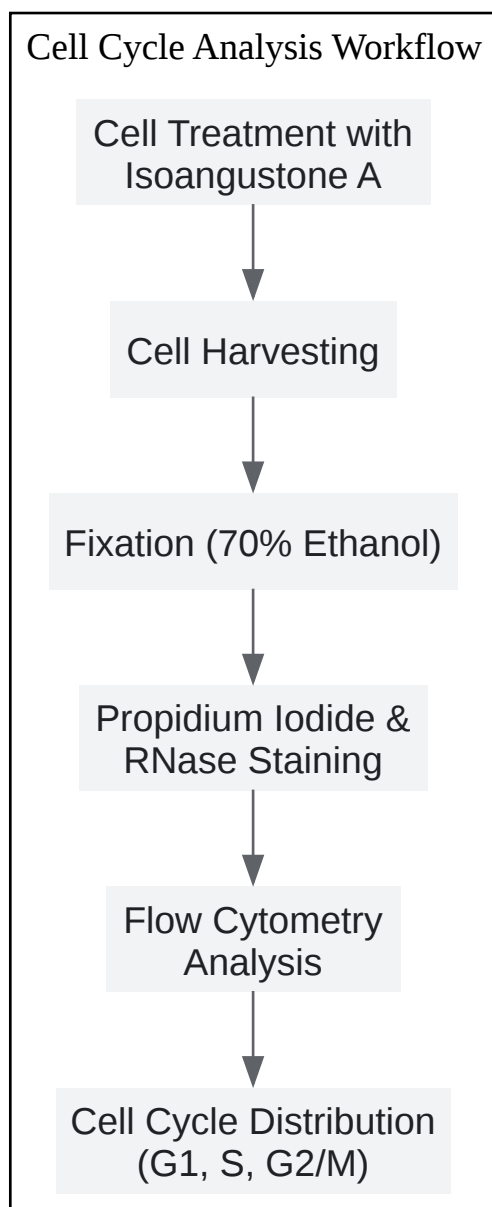 Cell Cycle Analysis Workflow
Cell Treatment with
Isoangustone A
Cell Harvesting
Fixation (70% Ethanol)
Propidium Iodide &
RNase Staining
Flow Cytometry
Analysis
Cell Cycle Distribution
(G1, S, G2/M)